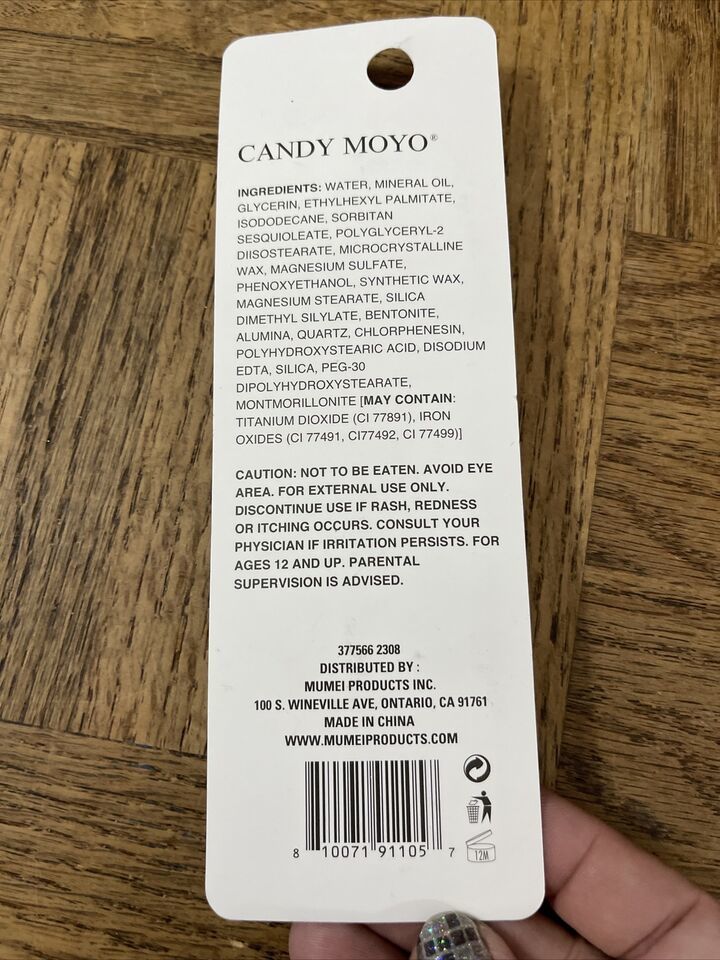 CANDY MOYO®
INGREDIENTS: WATER, MINERAL OIL,
GLYCERIN, ETHYLHEXYL PALMITATE,
ISODODECANE, SORBITAN
SESQUIOLEATE, POLYGLYCERYL-2
DIISOSTEARATE, MICROCRYSTALLINE
WAX, MAGNESIUM SULFATE,
PHENOXYETHANOL, SYNTHETIC WAX,
MAGNESIUM STEARATE, SILICA
DIMETHYL SILYLATE, BENTONITE,
ALUMINA, QUARTZ, CHLORPHENESIN,
POLYHYDROXYSTEARIC ACID, DISODIUM
EDTA, SILICA, PEG-30
DIPOLYHYDROXYSTEARATE,
MONTMORILLONITE [MAY CONTAIN:
TITANIUM DIOXIDE (CI 77891), IRON
OXIDES (CI 77491, CI77492, CI 77499)]
CAUTION: NOT TO BE EATEN. AVOID EYE
AREA. FOR EXTERNAL USE ONLY.
DISCONTINUE USE IF RASH, REDNESS
OR ITCHING OCCURS. CONSULT YOUR
PHYSICIAN IF IRRITATION PERSISTS. FOR
AGES 12 AND UP. PARENTAL
SUPERVISION IS ADVISED.
377566 2308
DISTRIBUTED BY :
MUMEI PRODUCTS INC.
100 S. WINEVILLE AVE, ONTARIO, CA 91761
MADE IN CHINA
WWW.MUMEIPRODUCTS.COM
8 10071 91105 7
12M